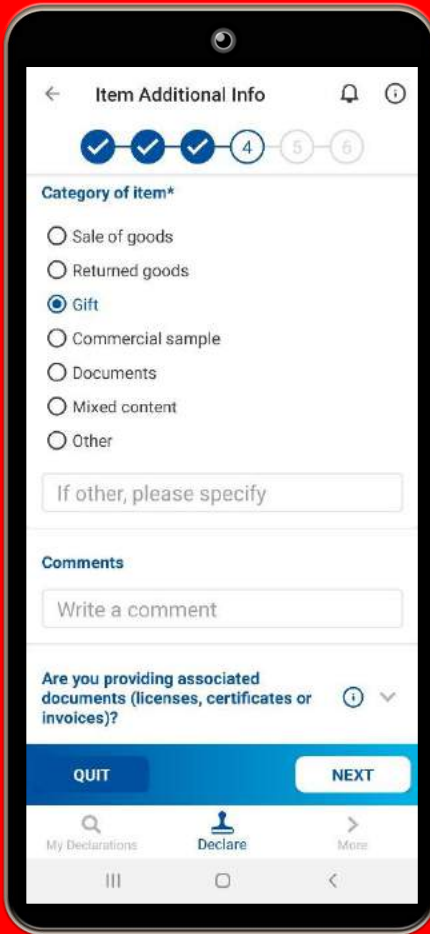 Item Additional Info
4
5
6
Category of item*
Sale of goods
Returned goods
Gift
Commercial sample
Documents
Mixed content
Other
If other, please specify
Comments
Write a comment
Are you providing associated
documents (licenses, certificates or
invoices)?
QUIT
NEXT
My Declarations
Declare
More